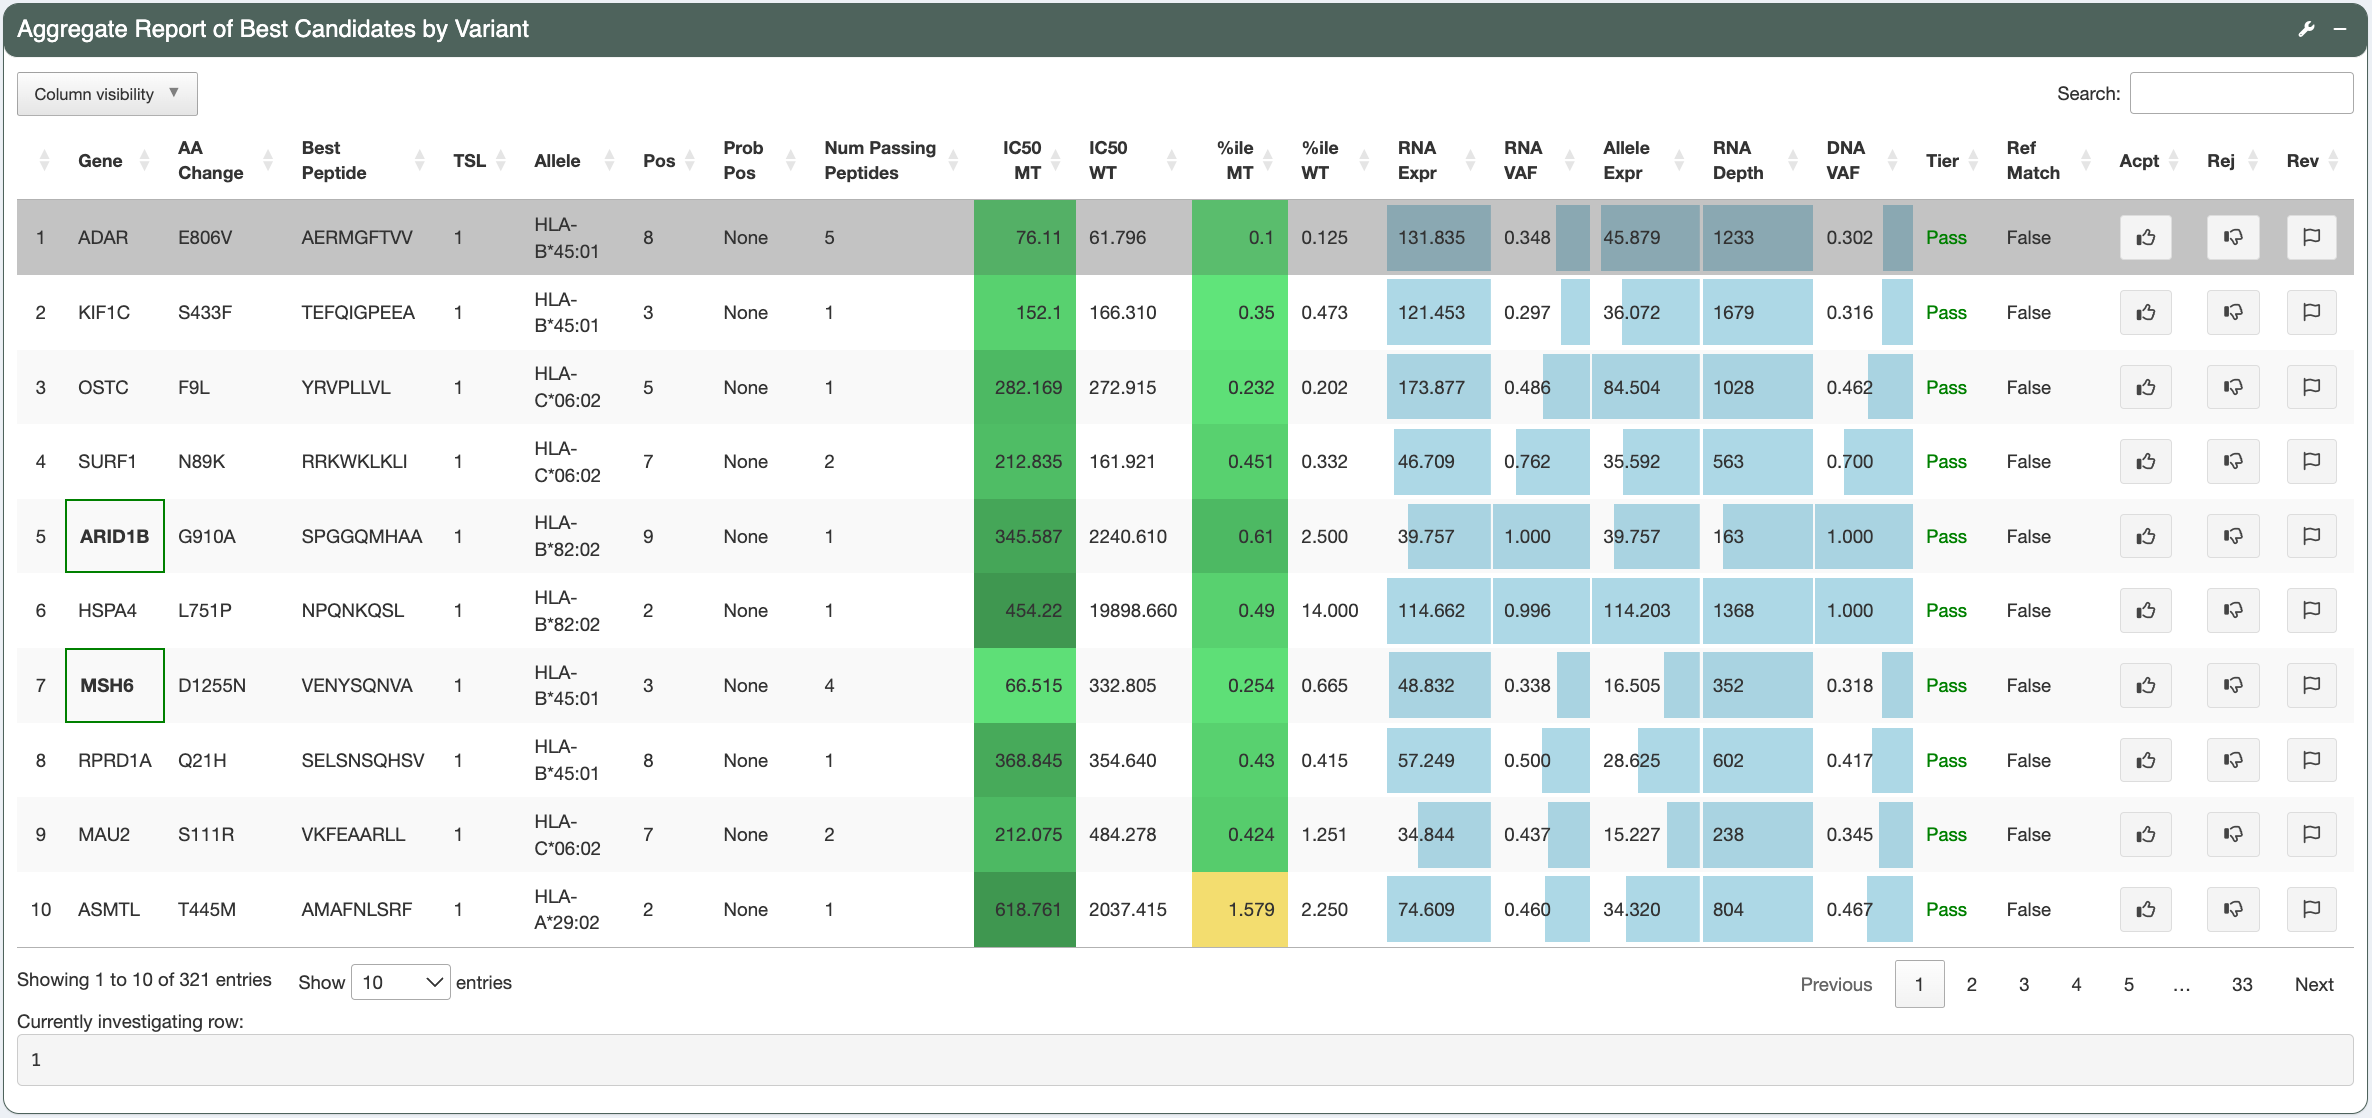 Aggregate Report of Best Candidates by Variant
Column visibility ▼
Search:
Gene AA Change Best Peptide TSL Allele Pos Prob Pos Num Passing Peptides IC50 MT IC50 WT %ile MT %ile WT RNA Expr RNA VAF Allele Expr RNA Depth DNA VAF Tier Ref Match Acpt Rej Rev
1 ADAR E806V AERMGFTVV 1 HLA-B*45:01 8 None 5 76.11 61.796 0.1 0.125 131.835 0.348 45.879 1233 0.302 Pass False
2 KIF1C S433F TEFQIGPEEA 1 HLA-B*45:01 3 None 1 152.1 166.310 0.35 0.473 121.453 0.297 36.072 1679 0.316 Pass False
3 OSTC F9L YRVPLLVL 1 HLA-C*06:02 5 None 1 282.169 272.915 0.232 0.202 173.877 0.486 84.504 1028 0.462 Pass False
4 SURF1 N89K RRKWKLKLI 1 HLA-C*06:02 7 None 2 212.835 161.921 0.451 0.332 46.709 0.762 35.592 563 0.700 Pass False
5 ARID1B G910A SPGGQMHAA 1 HLA-B*82:02 9 None 1 345.587 2240.610 0.61 2.500 39.757 1.000 39.757 163 1.000 Pass False
6 HSPA4 L751P NPQNKQSL 1 HLA-B*82:02 2 None 1 454.22 19898.660 0.49 14.000 114.662 0.996 114.203 1368 1.000 Pass False
7 MSH6 D1255N VENYSQNVA 1 HLA-B*45:01 3 None 4 66.515 332.805 0.254 0.665 48.832 0.338 16.505 352 0.318 Pass False
8 RPRD1A Q21H SELSNSQHSV 1 HLA-B*45:01 8 None 1 368.845 354.640 0.43 0.415 57.249 0.500 28.625 602 0.417 Pass False
9 MAU2 S111R VKFEAARLL 1 HLA-C*06:02 7 None 2 212.075 484.278 0.424 1.251 34.844 0.437 15.227 238 0.345 Pass False
10 ASMTL T445M AMAFNLSRF 1 HLA-A*29:02 2 None 1 618.761 2037.415 1.579 2.250 74.609 0.460 34.320 804 0.467 Pass False
Showing 1 to 10 of 321 entries Show 10 entries
Previous 1 2 3 4 5 … 33 Next
Currently investigating row:
1